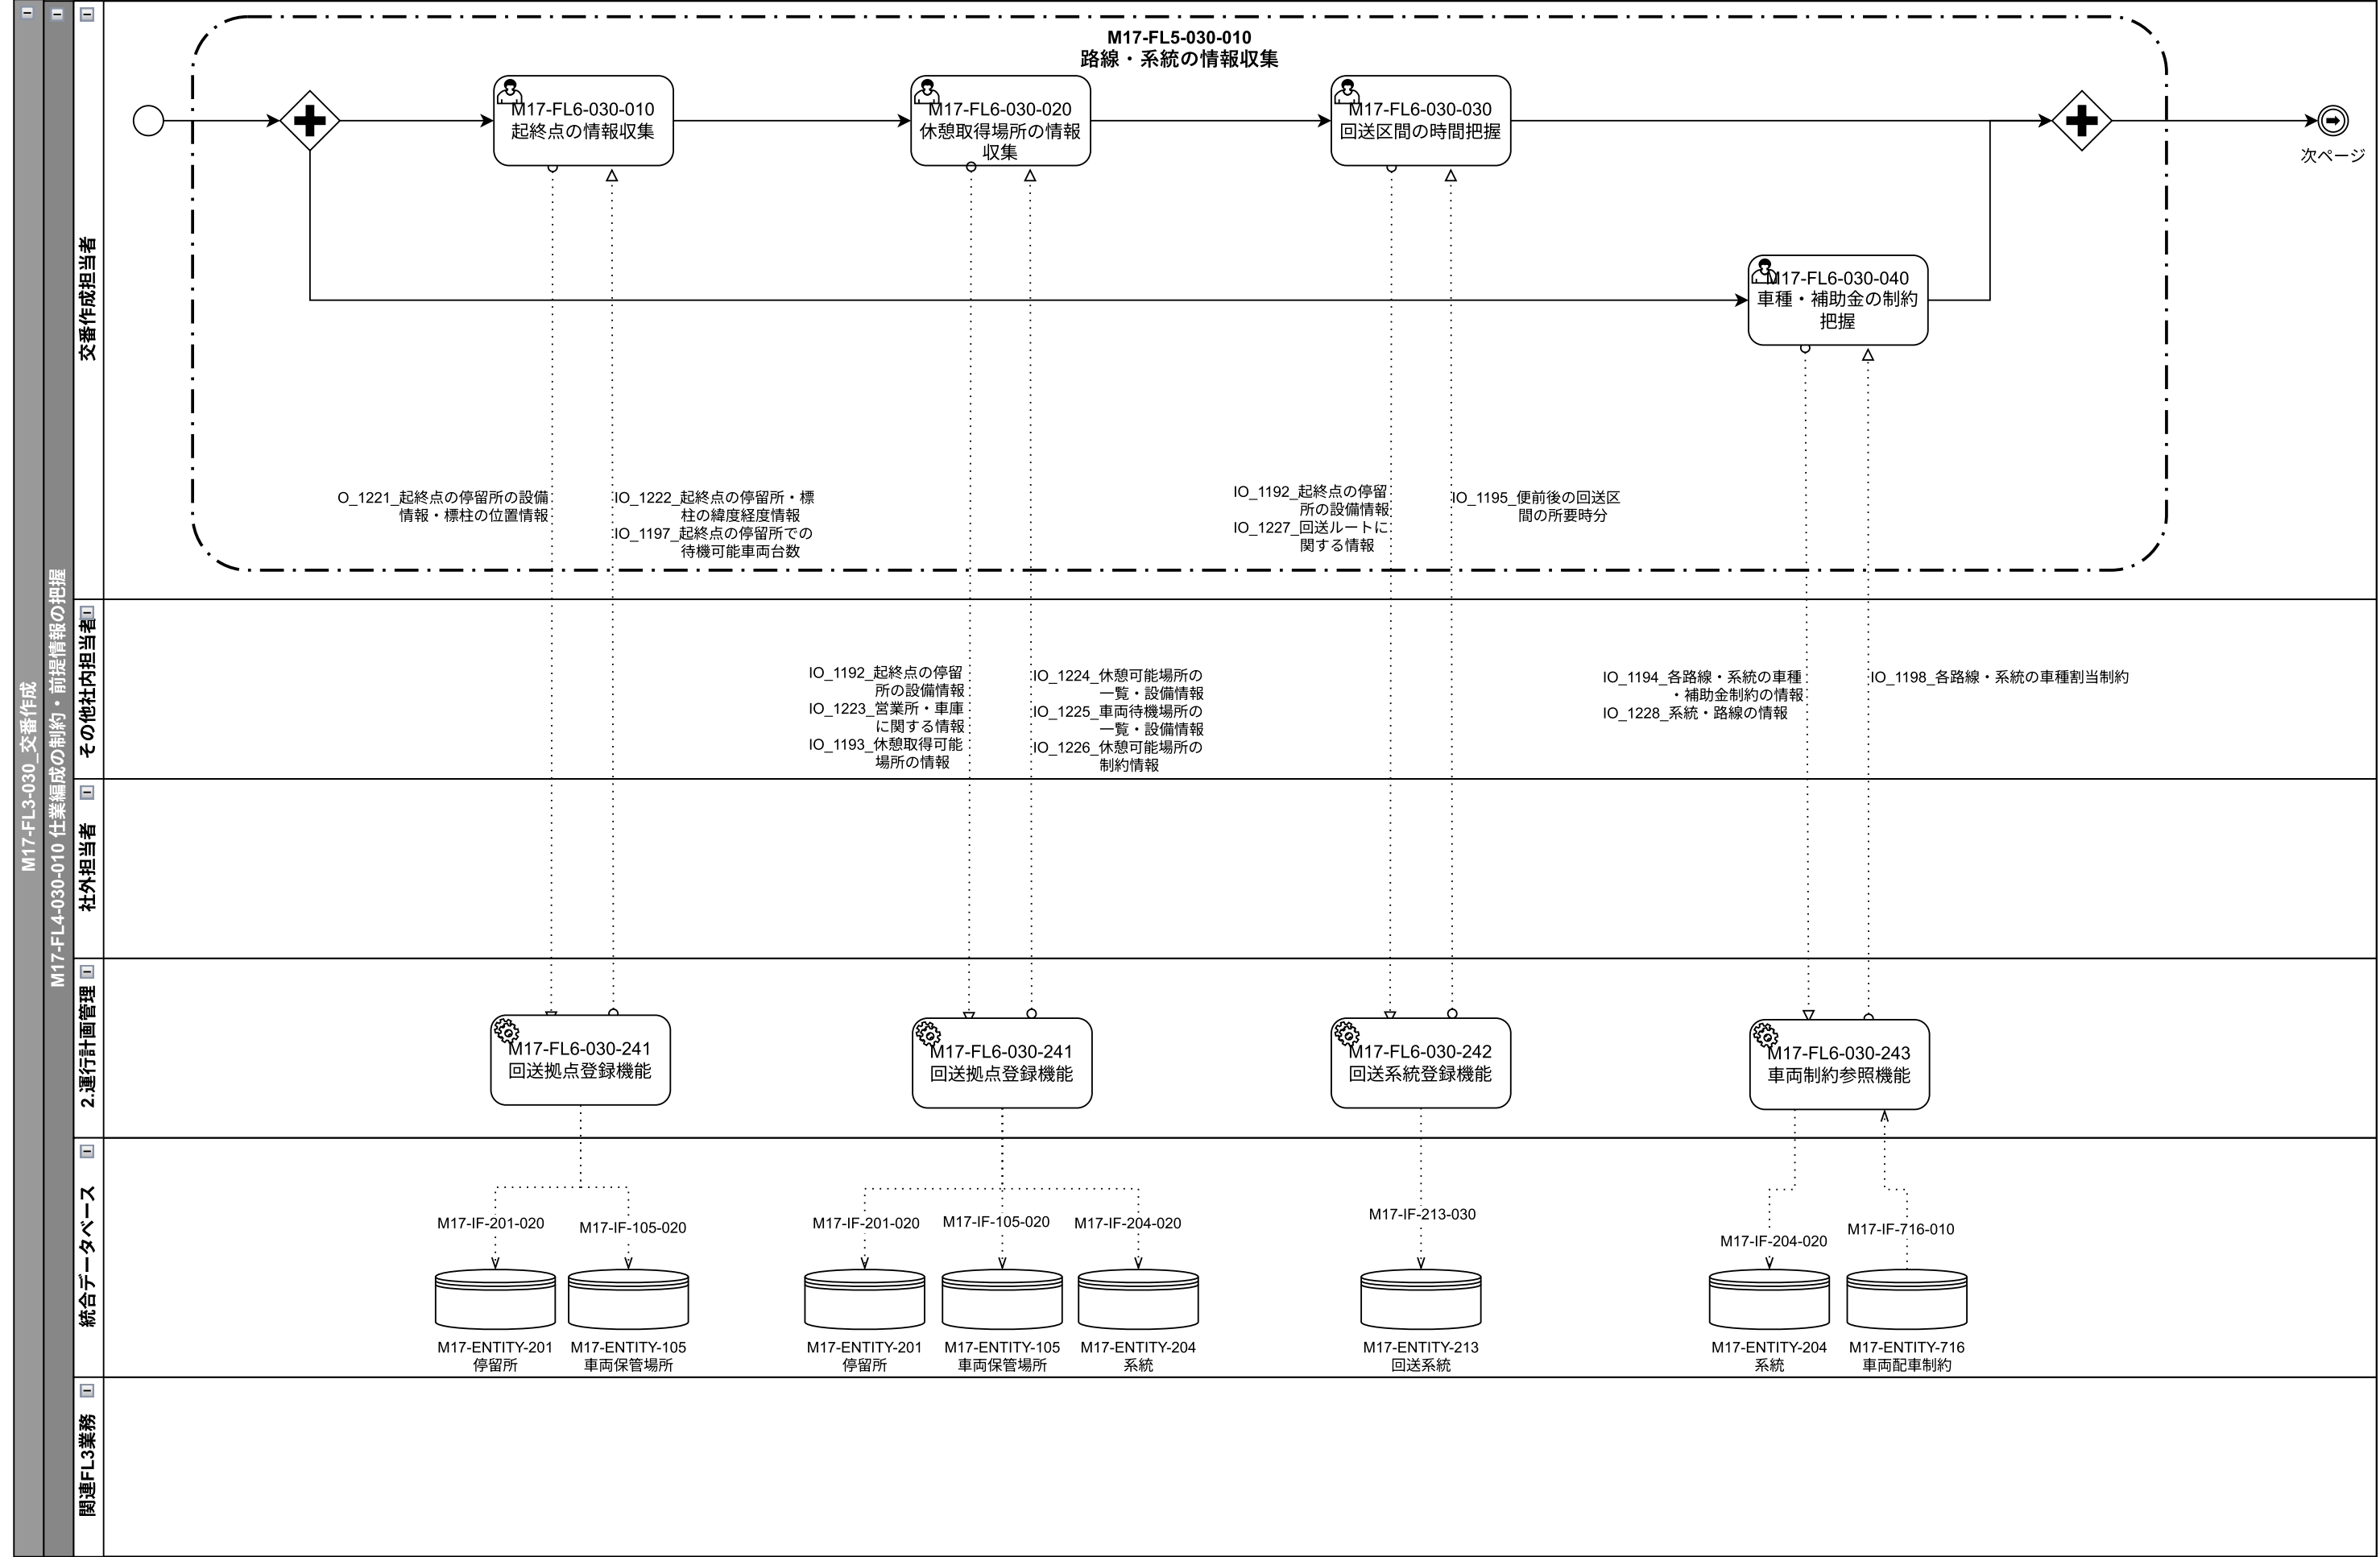 M17-FL3-030_交番作成
M17-FL4-030-010 仕業編成の制約・前提情報の把握
交番作成担当者
M17-FL5-030-010
路線・系統の情報収集
M17-FL6-030-010
起終点の情報収集
M17-FL6-030-020
休憩取得場所の情報
収集
M17-FL6-030-030
回送区間の時間把握
次ページ
M17-FL6-030-040
車種・補助金の制約
把握
O_1221_起終点の停留所の設備
情報・標柱の位置情報
IO_1222_起終点の停留所・標
柱の緯度経度情報
IO_1197_起終点の停留所での
待機可能車両台数
IO_1192_起終点の停留
所の設備情報
IO_1227_回送ルートに
関する情報
IO_1195_便前後の回送区
間の所要時分
その他社内担当者
IO_1192_起終点の停留
所の設備情報
IO_1223_営業所・車庫
に関する情報
IO_1193_休憩取得可能
場所の情報
IO_1224_休憩可能場所の
一覧・設備情報
IO_1225_車両待機場所の
一覧・設備情報
IO_1226_休憩可能場所の
制約情報
IO_1194_各路線・系統の車種
・補助金制約の情報
IO_1228_系統・路線の情報
IO_1198_各路線・系統の車種割当制約
社外担当者
2.運行計画管理
M17-FL6-030-241
回送拠点登録機能
M17-FL6-030-241
回送拠点登録機能
M17-FL6-030-242
回送系統登録機能
M17-FL6-030-243
車両制約参照機能
統合データベース
M17-IF-201-020
M17-IF-105-020
M17-IF-201-020
M17-IF-105-020
M17-IF-204-020
M17-IF-213-030
M17-IF-204-020
M17-IF-716-010
M17-ENTITY-201
停留所
M17-ENTITY-105
車両保管場所
M17-ENTITY-201
停留所
M17-ENTITY-105
車両保管場所
M17-ENTITY-204
系統
M17-ENTITY-213
回送系統
M17-ENTITY-204
系統
M17-ENTITY-716
車両配車制約
関連FL3業務